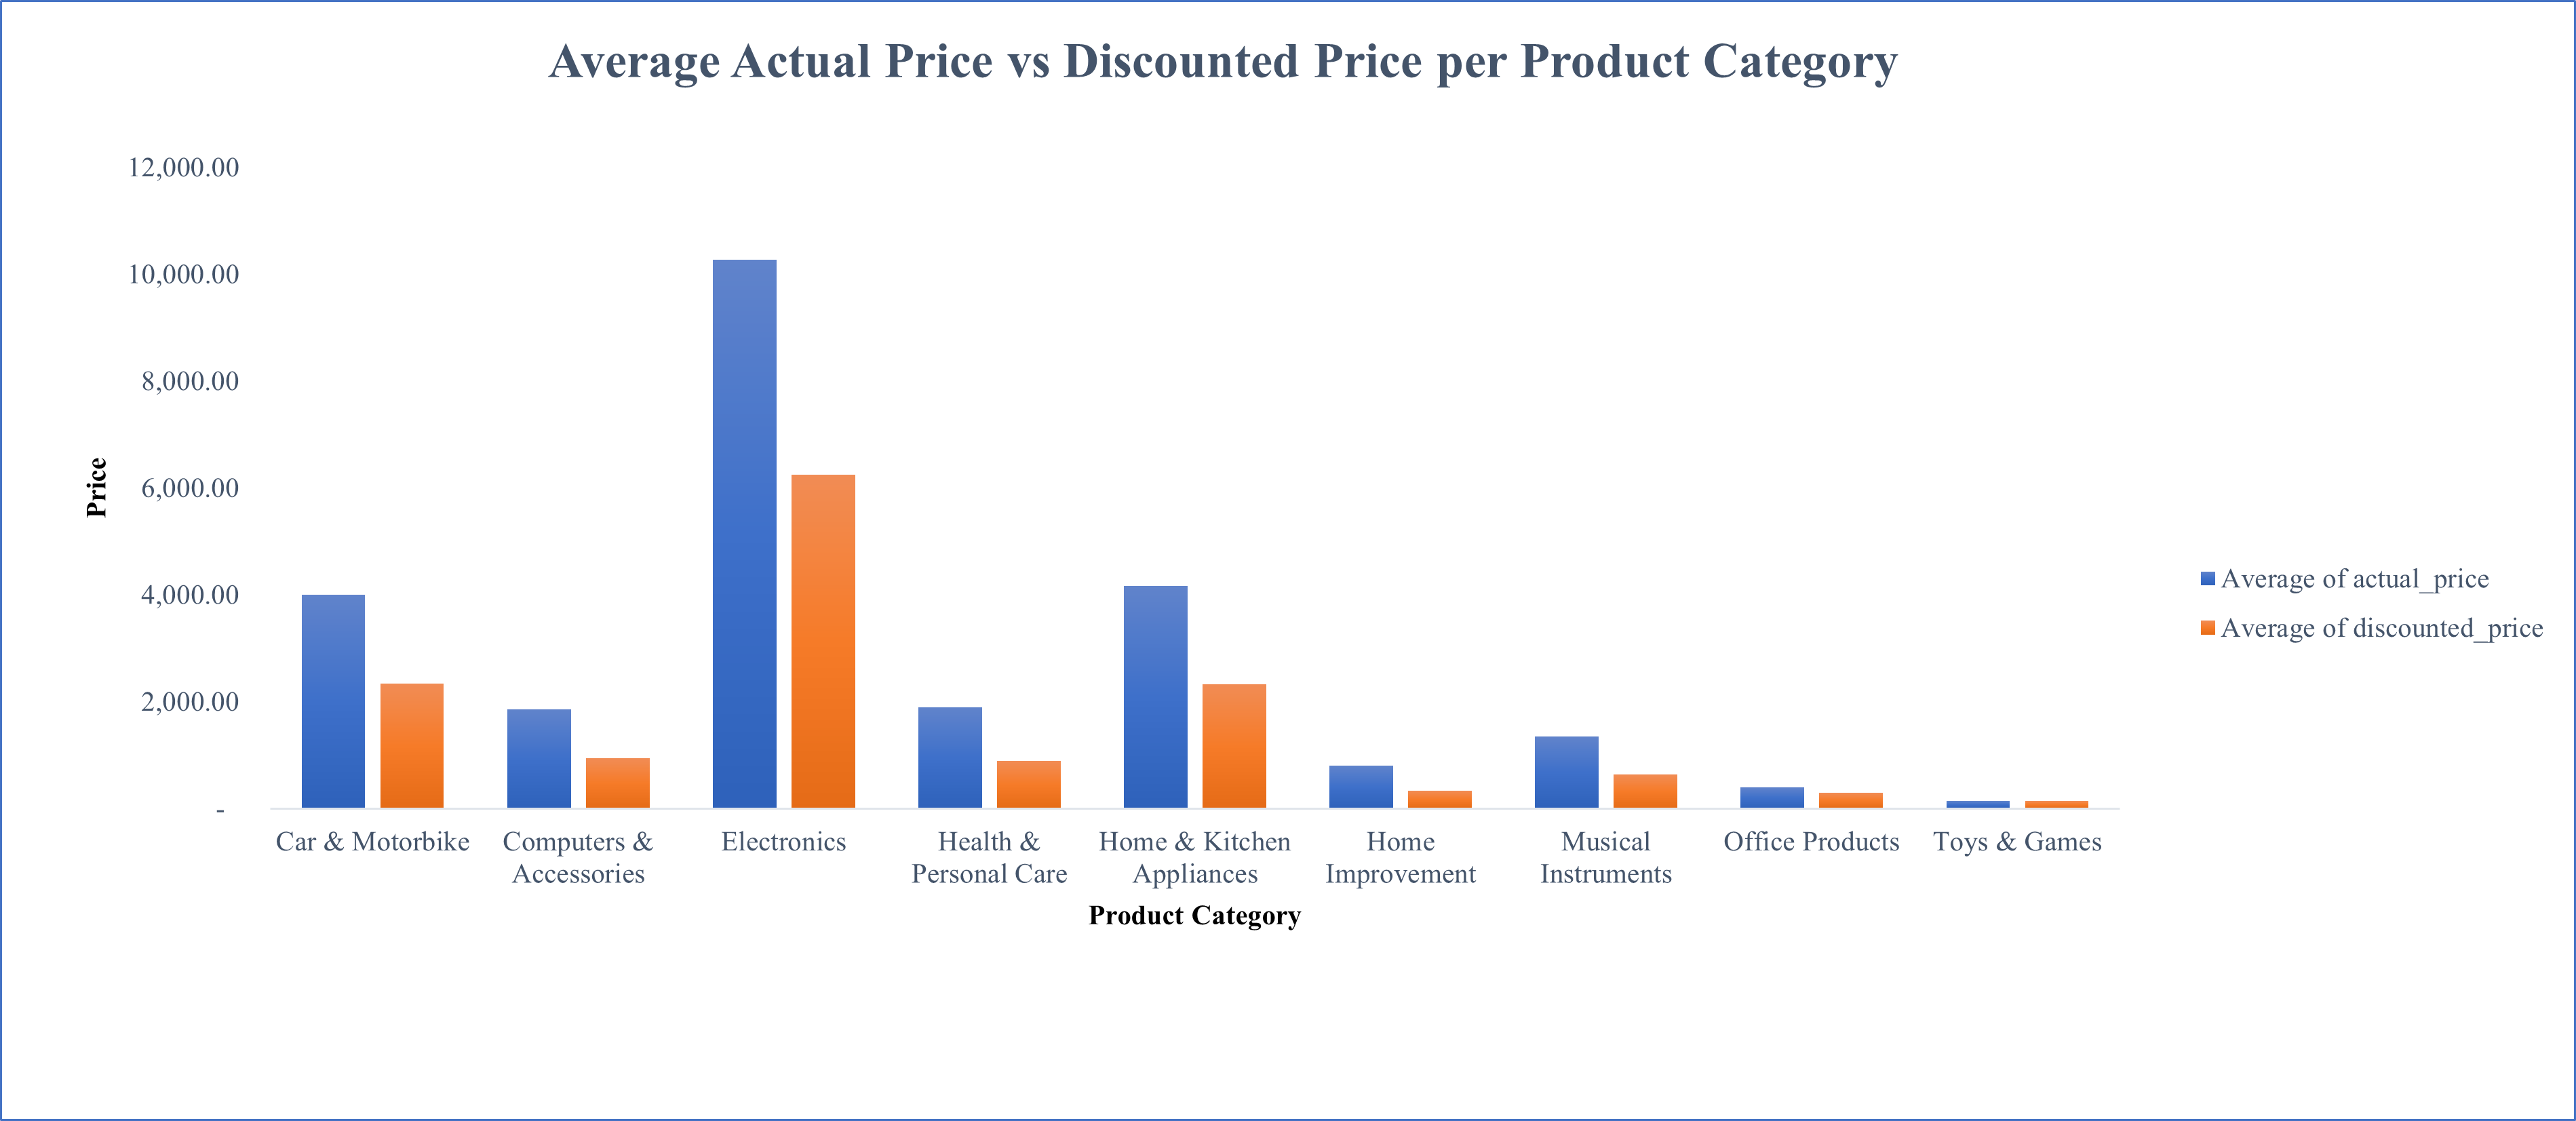 Average Actual Price vs Discounted Price per Product Category
12,000.00
10,000.00
8,000.00
6,000.00
4,000.00
2,000.00
-
Price
Car & Motorbike
Computers &
Accessories
Electronics
Health &
Personal Care
Home & Kitchen
Appliances
Home
Improvement
Musical
Instruments
Office Products
Toys & Games
Product Category
Average of actual_price
Average of discounted_price